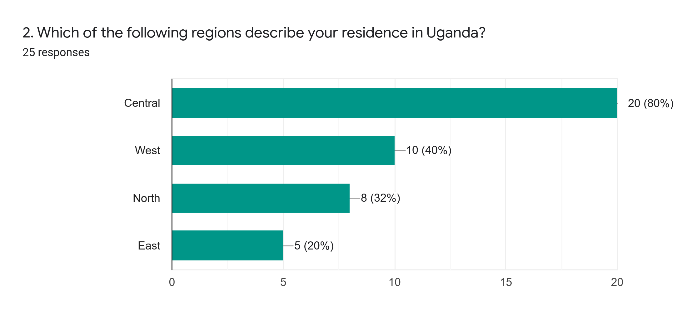 2. Which of the following regions describe your residence in Uganda?
25 responses
Central
20 (80%)
West
10 (40%)
North
8 (32%)
East
5 (20%)
0 5 10 15 20